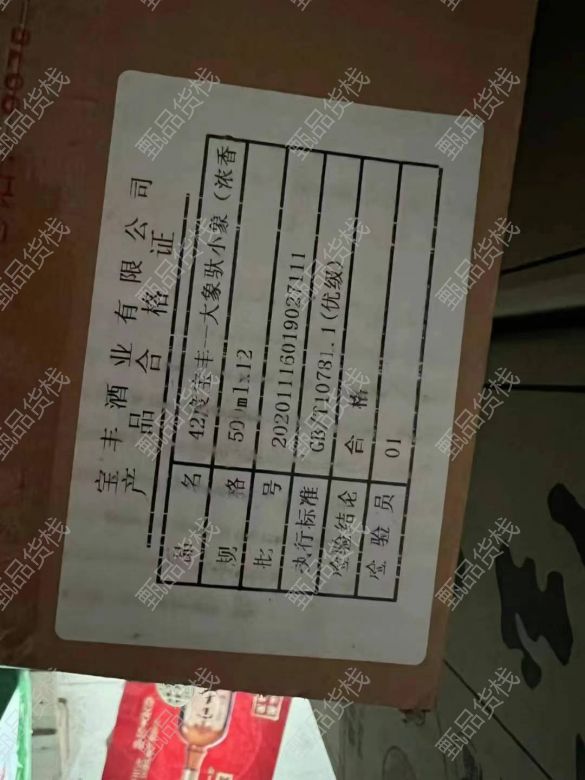 宝丰酒业有限公司
产品合格证
品名 42度宝丰--大象驮小象（浓香
规格 50 ml×12
批号 20201116019027111
执行标准 GB/T10781.1(优级)
检验结论 合格
检验员 01
甄品货栈